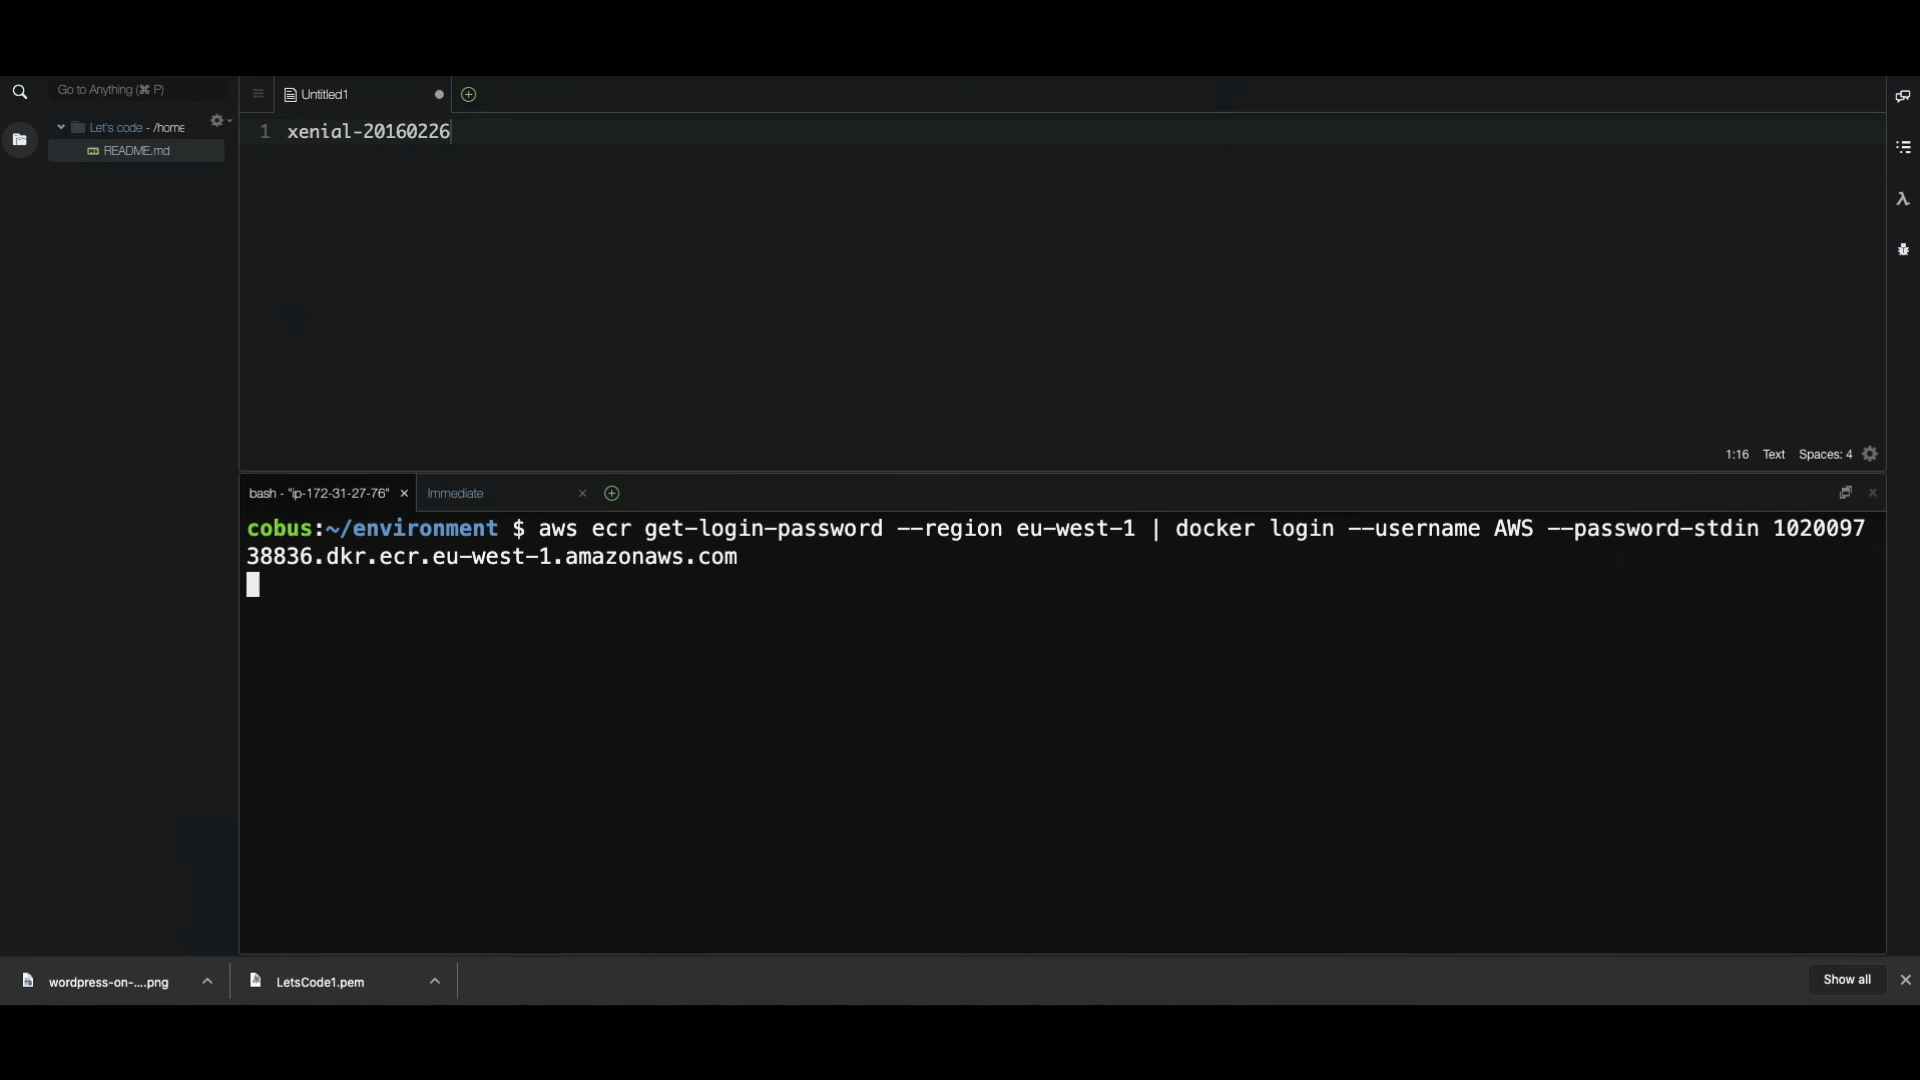 Go to Anything (⌘ P)
Untitled1
Let's code - /home
README.md
1 xenial-20160226
1:16 Text Spaces: 4
bash - "ip-172-31-27-76" Immediate
cobus:~/environment $ aws ecr get-login-password --region eu-west-1 | docker login --username AWS --password-stdin 1020097
38836.dkr.ecr.eu-west-1.amazonaws.com
wordpress-on-....png LetsCode1.pem Show all